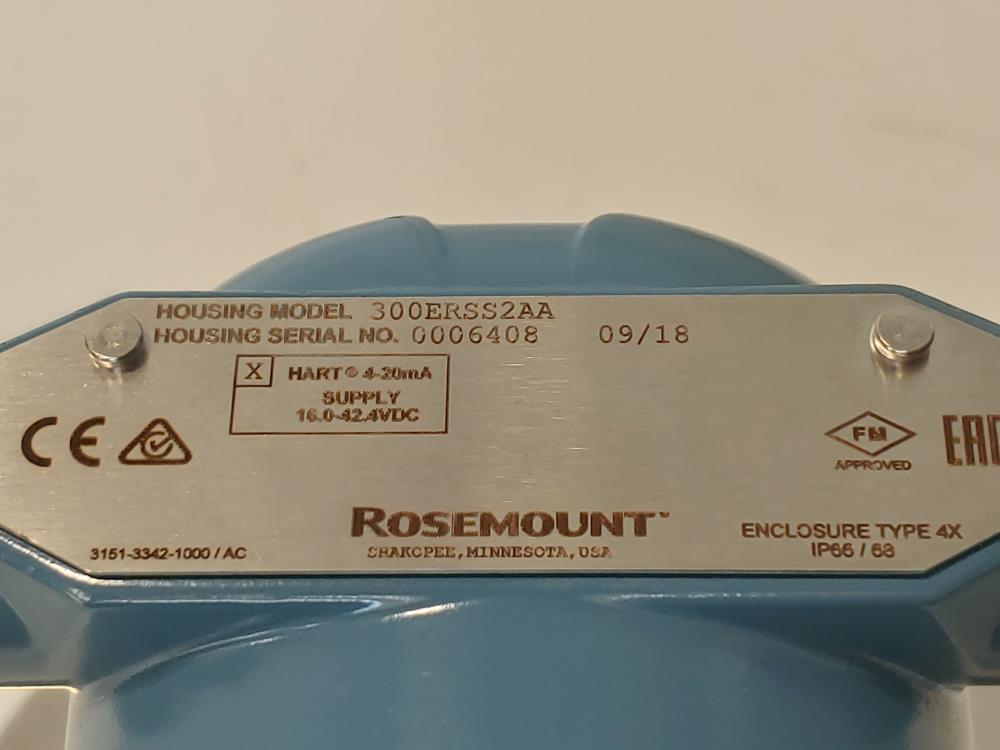 HOUSING MODEL 300ERSS2AA
HOUSING SERIAL NO. 0006408 09/18
X HART® 4-20mA
SUPPLY
16.0-42.4VDC
CE
FM
APPROVED
EAC
ROSEMOUNT™
SHAKOPEE, MINNESOTA, USA
3151-3342-1000 / AC
ENCLOSURE TYPE 4X
IP66 / 68